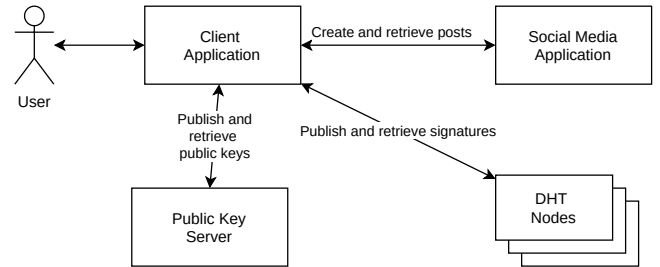 Client
Application
Create and retrieve posts
Social Media
Application
User
Publish and
retrieve
public keys
Publish and retrieve signatures
Public Key
Server
DHT
Nodes